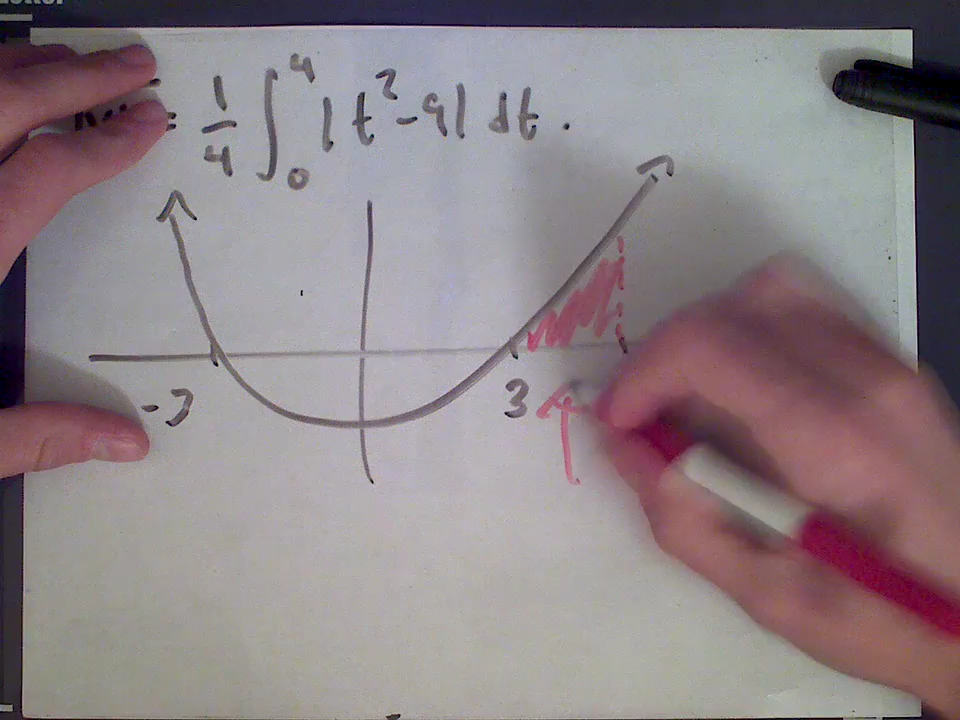 = 1/4 ∫₀⁴ |t² - 9| dt.
-3 3